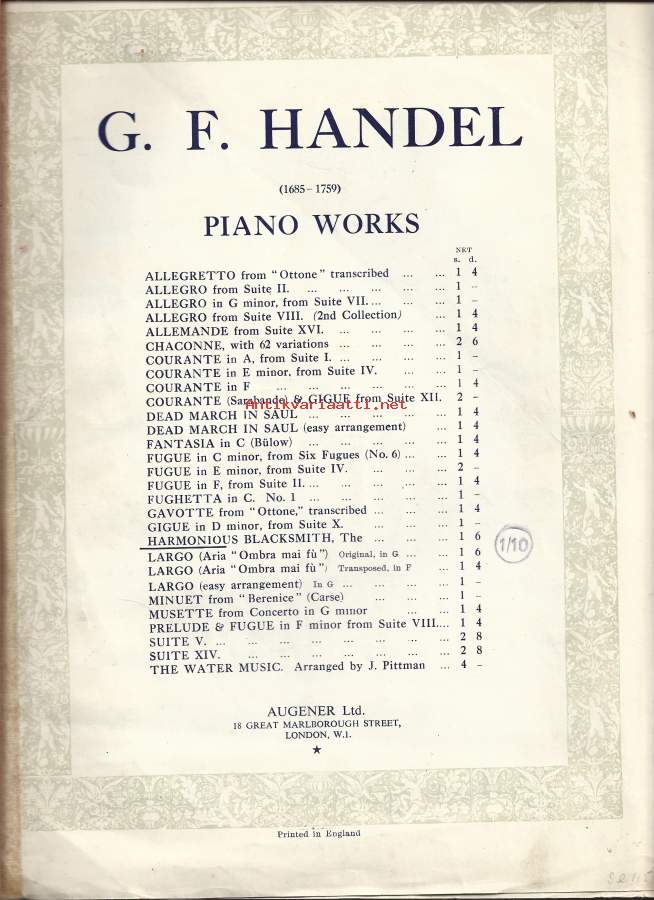 G. F. HANDEL
(1685–1759)
PIANO WORKS
NET
s. d.
ALLEGRETTO from "Ottone" transcribed ... ... 1 4
ALLEGRO from Suite II. ... ... ... ... ... 1 –
ALLEGRO in G minor, from Suite VII. ... ... ... 1 –
ALLEGRO from Suite VIII. (2nd Collection) ... 1 4
ALLEMANDE from Suite XVI. ... ... ... ... 1 4
CHACONNE, with 62 variations ... ... ... ... 2 6
COURANTE in A, from Suite I. ... ... ... ... 1 –
COURANTE in E minor, from Suite IV. ... ... 1 –
COURANTE in F ... ... ... ... ... ... 1 4
COURANTE (Sarabande) & GIGUE from Suite XII. 2 –
Antikvariaatti.net
DEAD MARCH IN SAUL ... ... ... ... ... 1 4
DEAD MARCH IN SAUL (easy arrangement) ... 1 4
FANTASIA in C (Bülow) ... ... ... ... ... 1 4
FUGUE in C minor, from Six Fugues (No. 6) ... ... 1 4
FUGUE in E minor, from Suite IV. ... ... ... 2 –
FUGUE in F, from Suite II. ... ... ... ... ... 1 4
FUGHETTA in C. No. 1 ... ... ... ... ... 1 –
GAVOTTE from "Ottone," transcribed ... ... ... 1 4
GIGUE in D minor, from Suite X. ... ... ... 1 –
HARMONIOUS BLACKSMITH, The ... ... ... 1 6
1/10
LARGO (Aria "Ombra mai fù") Original, in G ... ... 1 6
LARGO (Aria "Ombra mai fù") Transposed, in F ... 1 4
LARGO (easy arrangement) In G ... ... ... ... 1 –
MINUET from "Berenice" (Carse) ... ... ... 1 –
MUSETTE from Concerto in G minor ... ... 1 4
PRELUDE & FUGUE in F minor from Suite VIII. ... 1 4
SUITE V. ... ... ... ... ... ... ... 2 8
SUITE XIV. ... ... ... ... ... ... ... 2 8
THE WATER MUSIC. Arranged by J. Pittman ... 4 –
AUGENER Ltd.
18 GREAT MARLBOROUGH STREET,
LONDON, W.1.
Printed in England